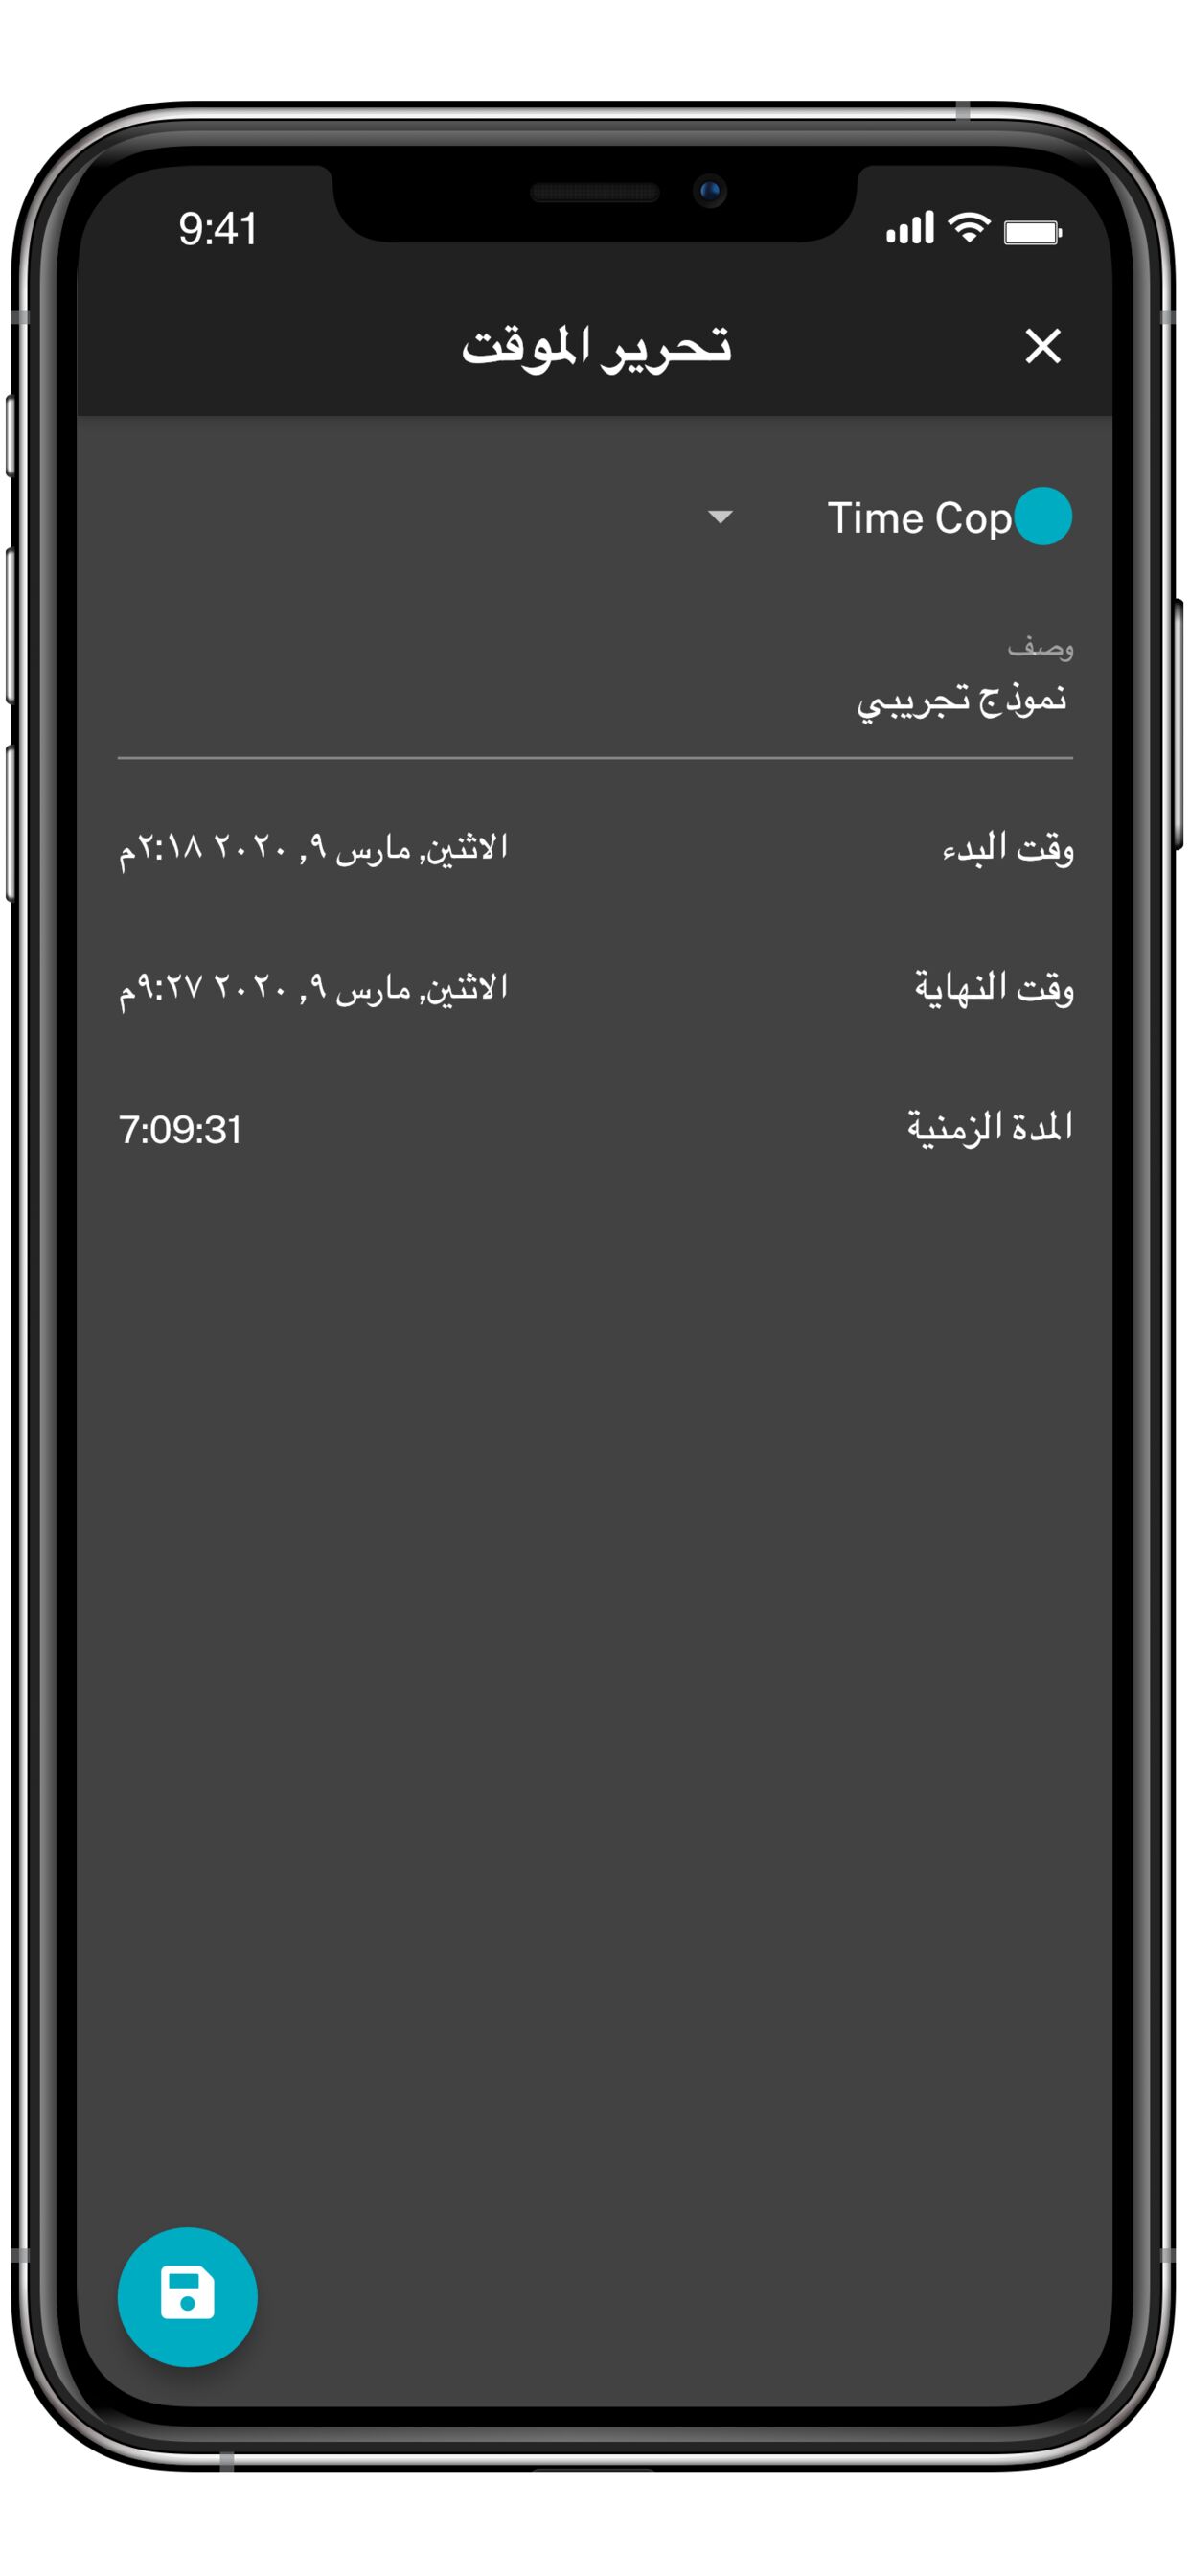 9:41
تحرير الموقت
Time Cop
وصف
نموذج تجريبي
وقت البدء الاثنين, مارس ٩, ٢٠٢٠ ٢:١٨م
وقت النهاية الاثنين, مارس ٩, ٢٠٢٠ ٩:٢٧م
المدة الزمنية 7:09:31